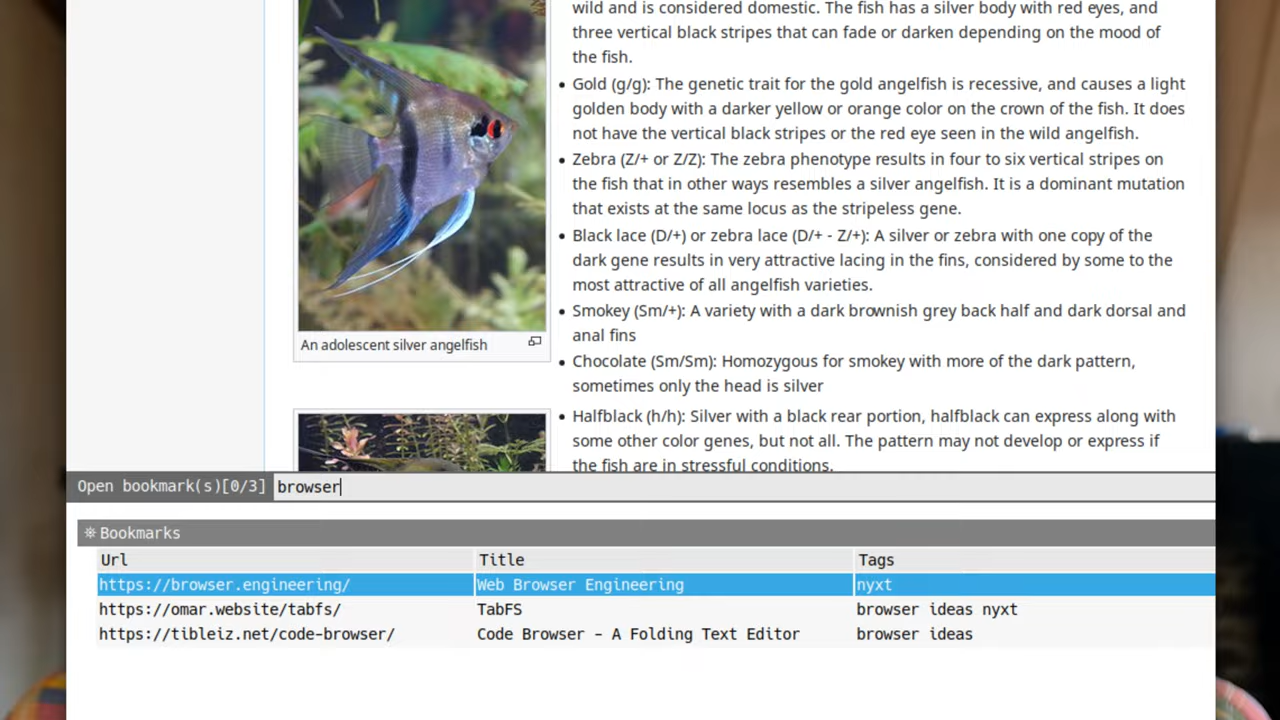 wild and is considered domestic. The fish has a silver body with red eyes, and
three vertical black stripes that can fade or darken depending on the mood of
the fish.
• Gold (g/g): The genetic trait for the gold angelfish is recessive, and causes a light
golden body with a darker yellow or orange color on the crown of the fish. It does
not have the vertical black stripes or the red eye seen in the wild angelfish.
• Zebra (Z/+ or Z/Z): The zebra phenotype results in four to six vertical stripes on
the fish that in other ways resembles a silver angelfish. It is a dominant mutation
that exists at the same locus as the stripeless gene.
• Black lace (D/+) or zebra lace (D/+ - Z/+): A silver or zebra with one copy of the
dark gene results in very attractive lacing in the fins, considered by some to the
most attractive of all angelfish varieties.
• Smokey (Sm/+): A variety with a dark brownish grey back half and dark dorsal and
anal fins
An adolescent silver angelfish
• Chocolate (Sm/Sm): Homozygous for smokey with more of the dark pattern,
sometimes only the head is silver
• Halfblack (h/h): Silver with a black rear portion, halfblack can express along with
some other color genes, but not all. The pattern may not develop or express if
the fish are in stressful conditions.
Open bookmark(s)[0/3] browser
Bookmarks
Url Title Tags
https://browser.engineering/ Web Browser Engineering nyxt
https://omar.website/tabfs/ TabFS browser ideas nyxt
https://tibleiz.net/code-browser/ Code Browser - A Folding Text Editor browser ideas